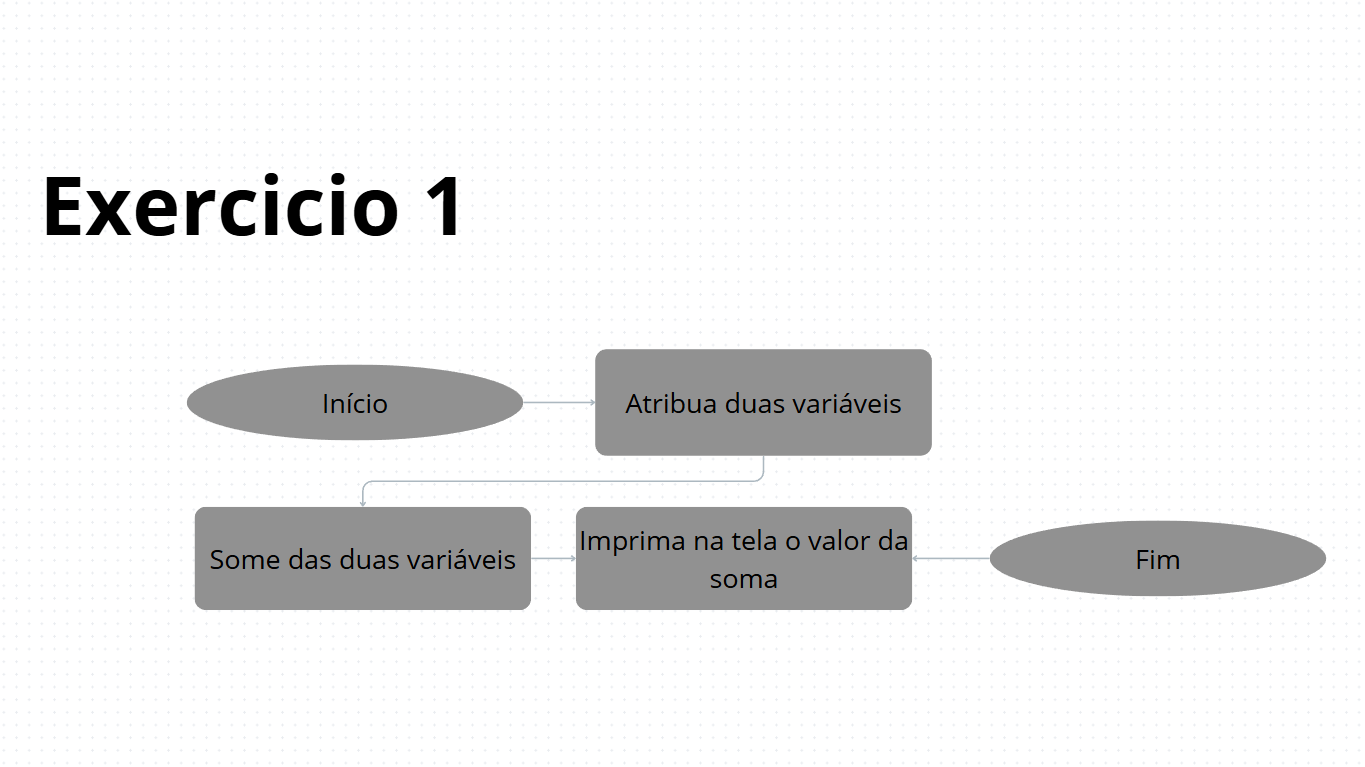 Exercicio 1
Início
Atribua duas variáveis
Some das duas variáveis
Imprima na tela o valor da
soma
Fim